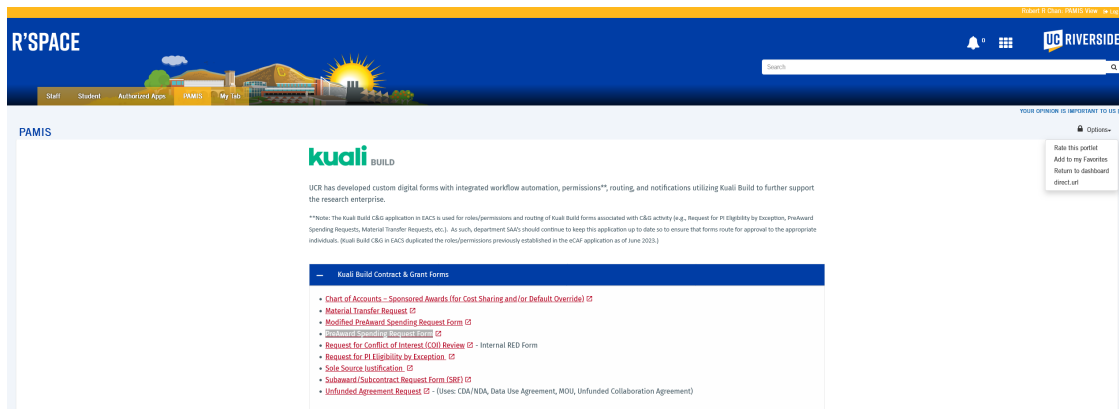 Robert R Chan: PAMIS View
R'SPACE
0
UC RIVERSIDE
Search
Staff Student Authorized Apps PAMIS My Tab
YOUR OPINION IS IMPORTANT TO US
PAMIS
Options
Rate this portlet
Add to my Favorites
Return to dashboard
direct.url
kuali BUILD
UCR has developed custom digital forms with integrated workflow automation, permissions**, routing, and notifications utilizing Kuali Build to further support
the research enterprise.
**Note: The Kuali Build C&G application in EACS is used for roles/permissions and routing of Kuali Build forms associated with C&G activity (e.g., Request for PI Eligibility by Exception, PreAward
Spending Requests, Material Transfer Requests, etc.). As such, department SAA's should continue to keep this application up to date so to ensure that forms route for approval to the appropriate
individuals. (Kuali Build C&G in EACS duplicated the roles/permissions previously established in the eCAF application as of June 2023.)
— Kuali Build Contract & Grant Forms
• Chart of Accounts – Sponsored Awards (for Cost Sharing and/or Default Override)
• Material Transfer Request
• Modified PreAward Spending Request Form
• PreAward Spending Request Form
• Request for Conflict of Interest (COI) Review - Internal RED Form
• Request for PI Eligibility by Exception
• Sole Source Justification
• Subaward/Subcontract Request Form (SRF)
• Unfunded Agreement Request - (Uses: CDA/NDA, Data Use Agreement, MOU, Unfunded Collaboration Agreement)